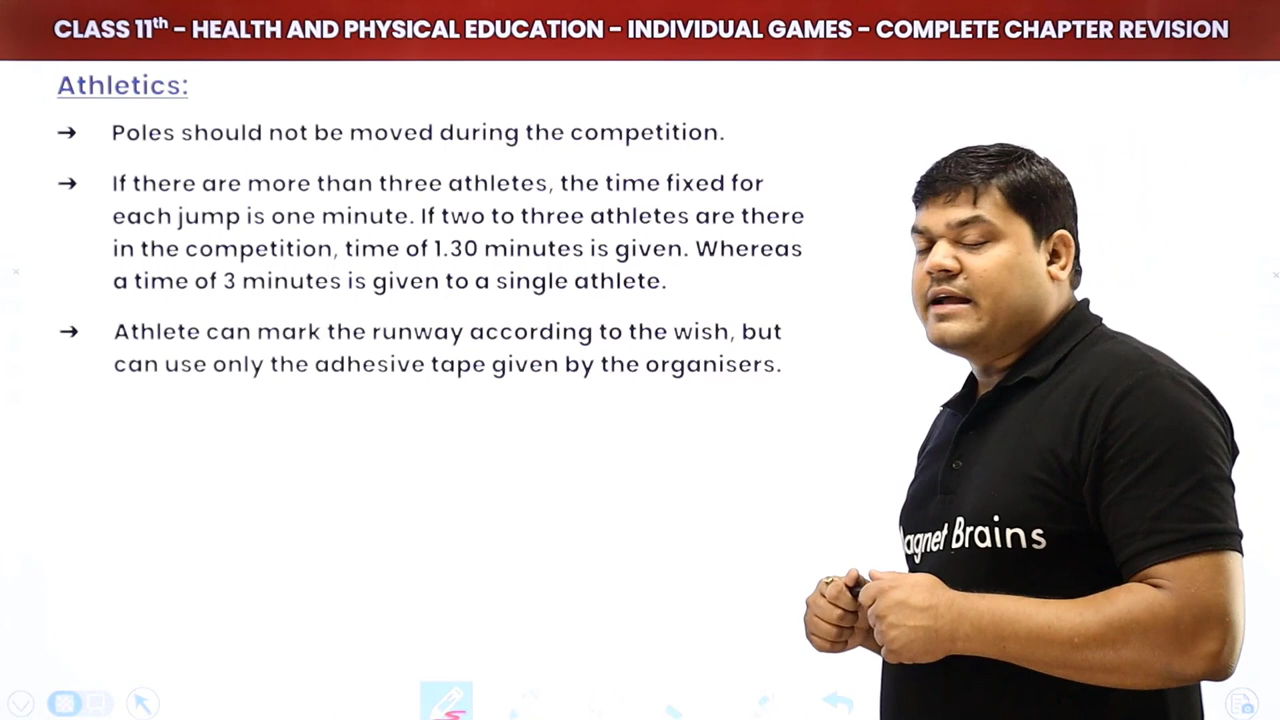 CLASS 11th – HEALTH AND PHYSICAL EDUCATION – INDIVIDUAL GAMES – COMPLETE CHAPTER REVISION
Athletics:
→ Poles should not be moved during the competition.
→ If there are more than three athletes, the time fixed for
each jump is one minute. If two to three athletes are there
in the competition, time of 1.30 minutes is given. Whereas
a time of 3 minutes is given to a single athlete.
→ Athlete can mark the runway according to the wish, but
can use only the adhesive tape given by the organisers.
agnet Brains